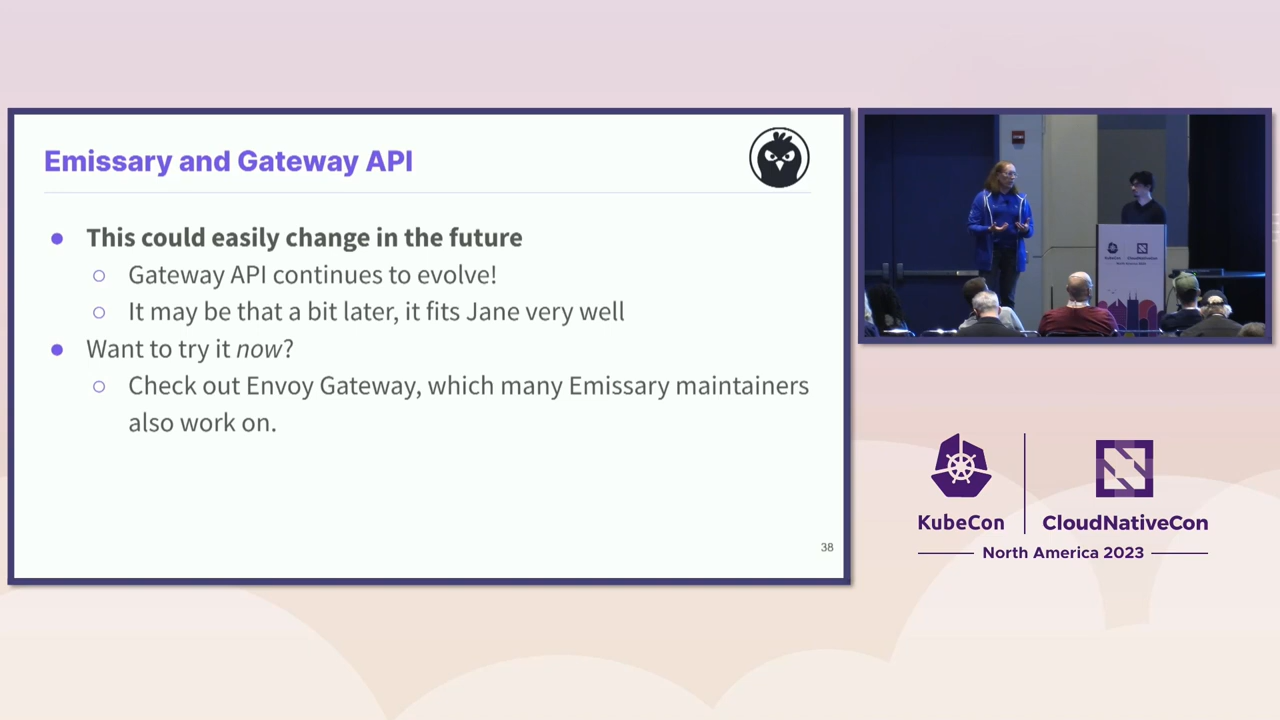 Emissary and Gateway API
This could easily change in the future
Gateway API continues to evolve!
It may be that a bit later, it fits Jane very well
Want to try it now?
Check out Envoy Gateway, which many Emissary maintainers
also work on.
38
KubeCon
CloudNativeCon
North America 2023